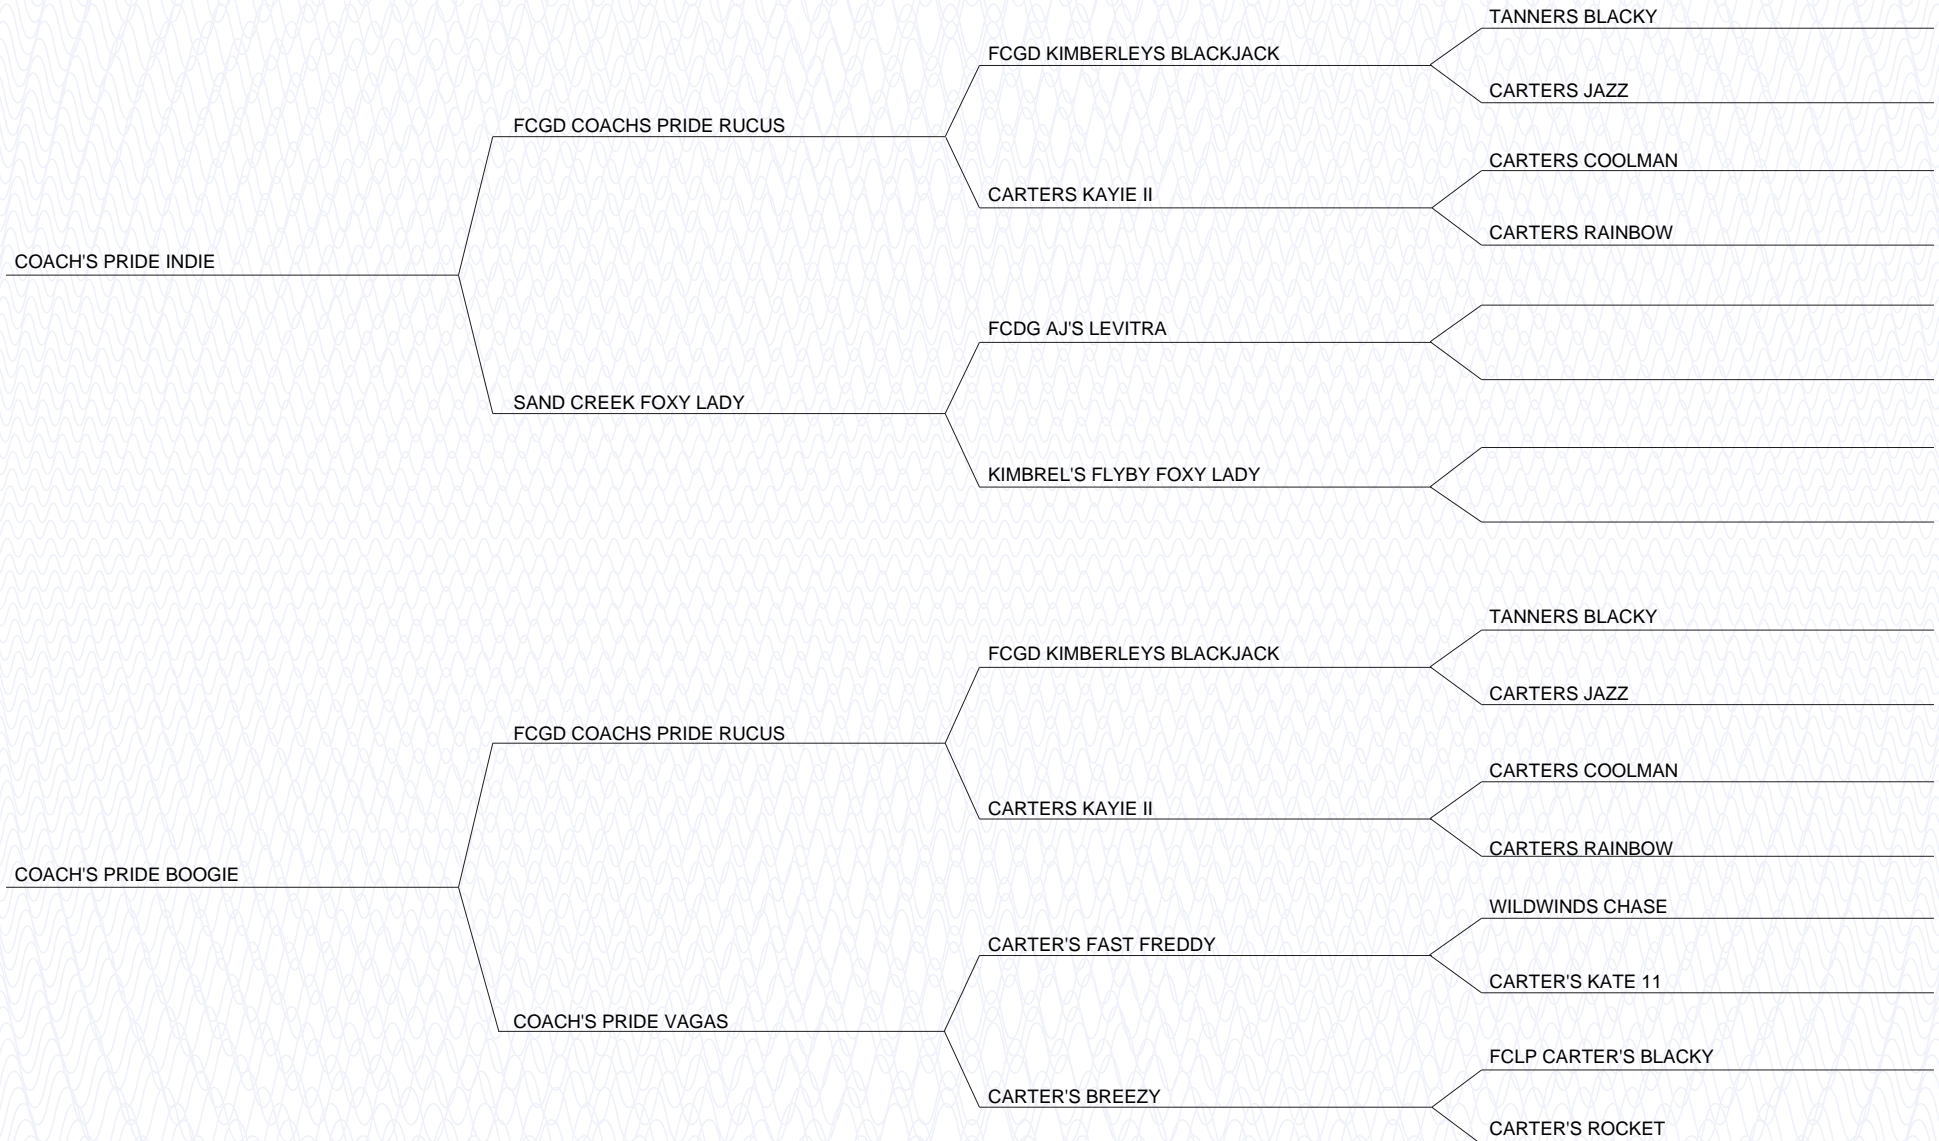 TANNERS BLACKY
FCGD KIMBERLEYS BLACKJACK
CARTERS JAZZ
FCGD COACHS PRIDE RUCUS
CARTERS COOLMAN
CARTERS KAYIE II
CARTERS RAINBOW
COACH'S PRIDE INDIE
FCDG AJ'S LEVITRA
SAND CREEK FOXY LADY
KIMBREL'S FLYBY FOXY LADY
TANNERS BLACKY
FCGD KIMBERLEYS BLACKJACK
CARTERS JAZZ
FCGD COACHS PRIDE RUCUS
CARTERS COOLMAN
CARTERS KAYIE II
CARTERS RAINBOW
COACH'S PRIDE BOOGIE
WILDWINDS CHASE
CARTER'S FAST FREDDY
CARTER'S KATE 11
COACH'S PRIDE VAGAS
FCLP CARTER'S BLACKY
CARTER'S BREEZY
CARTER'S ROCKET